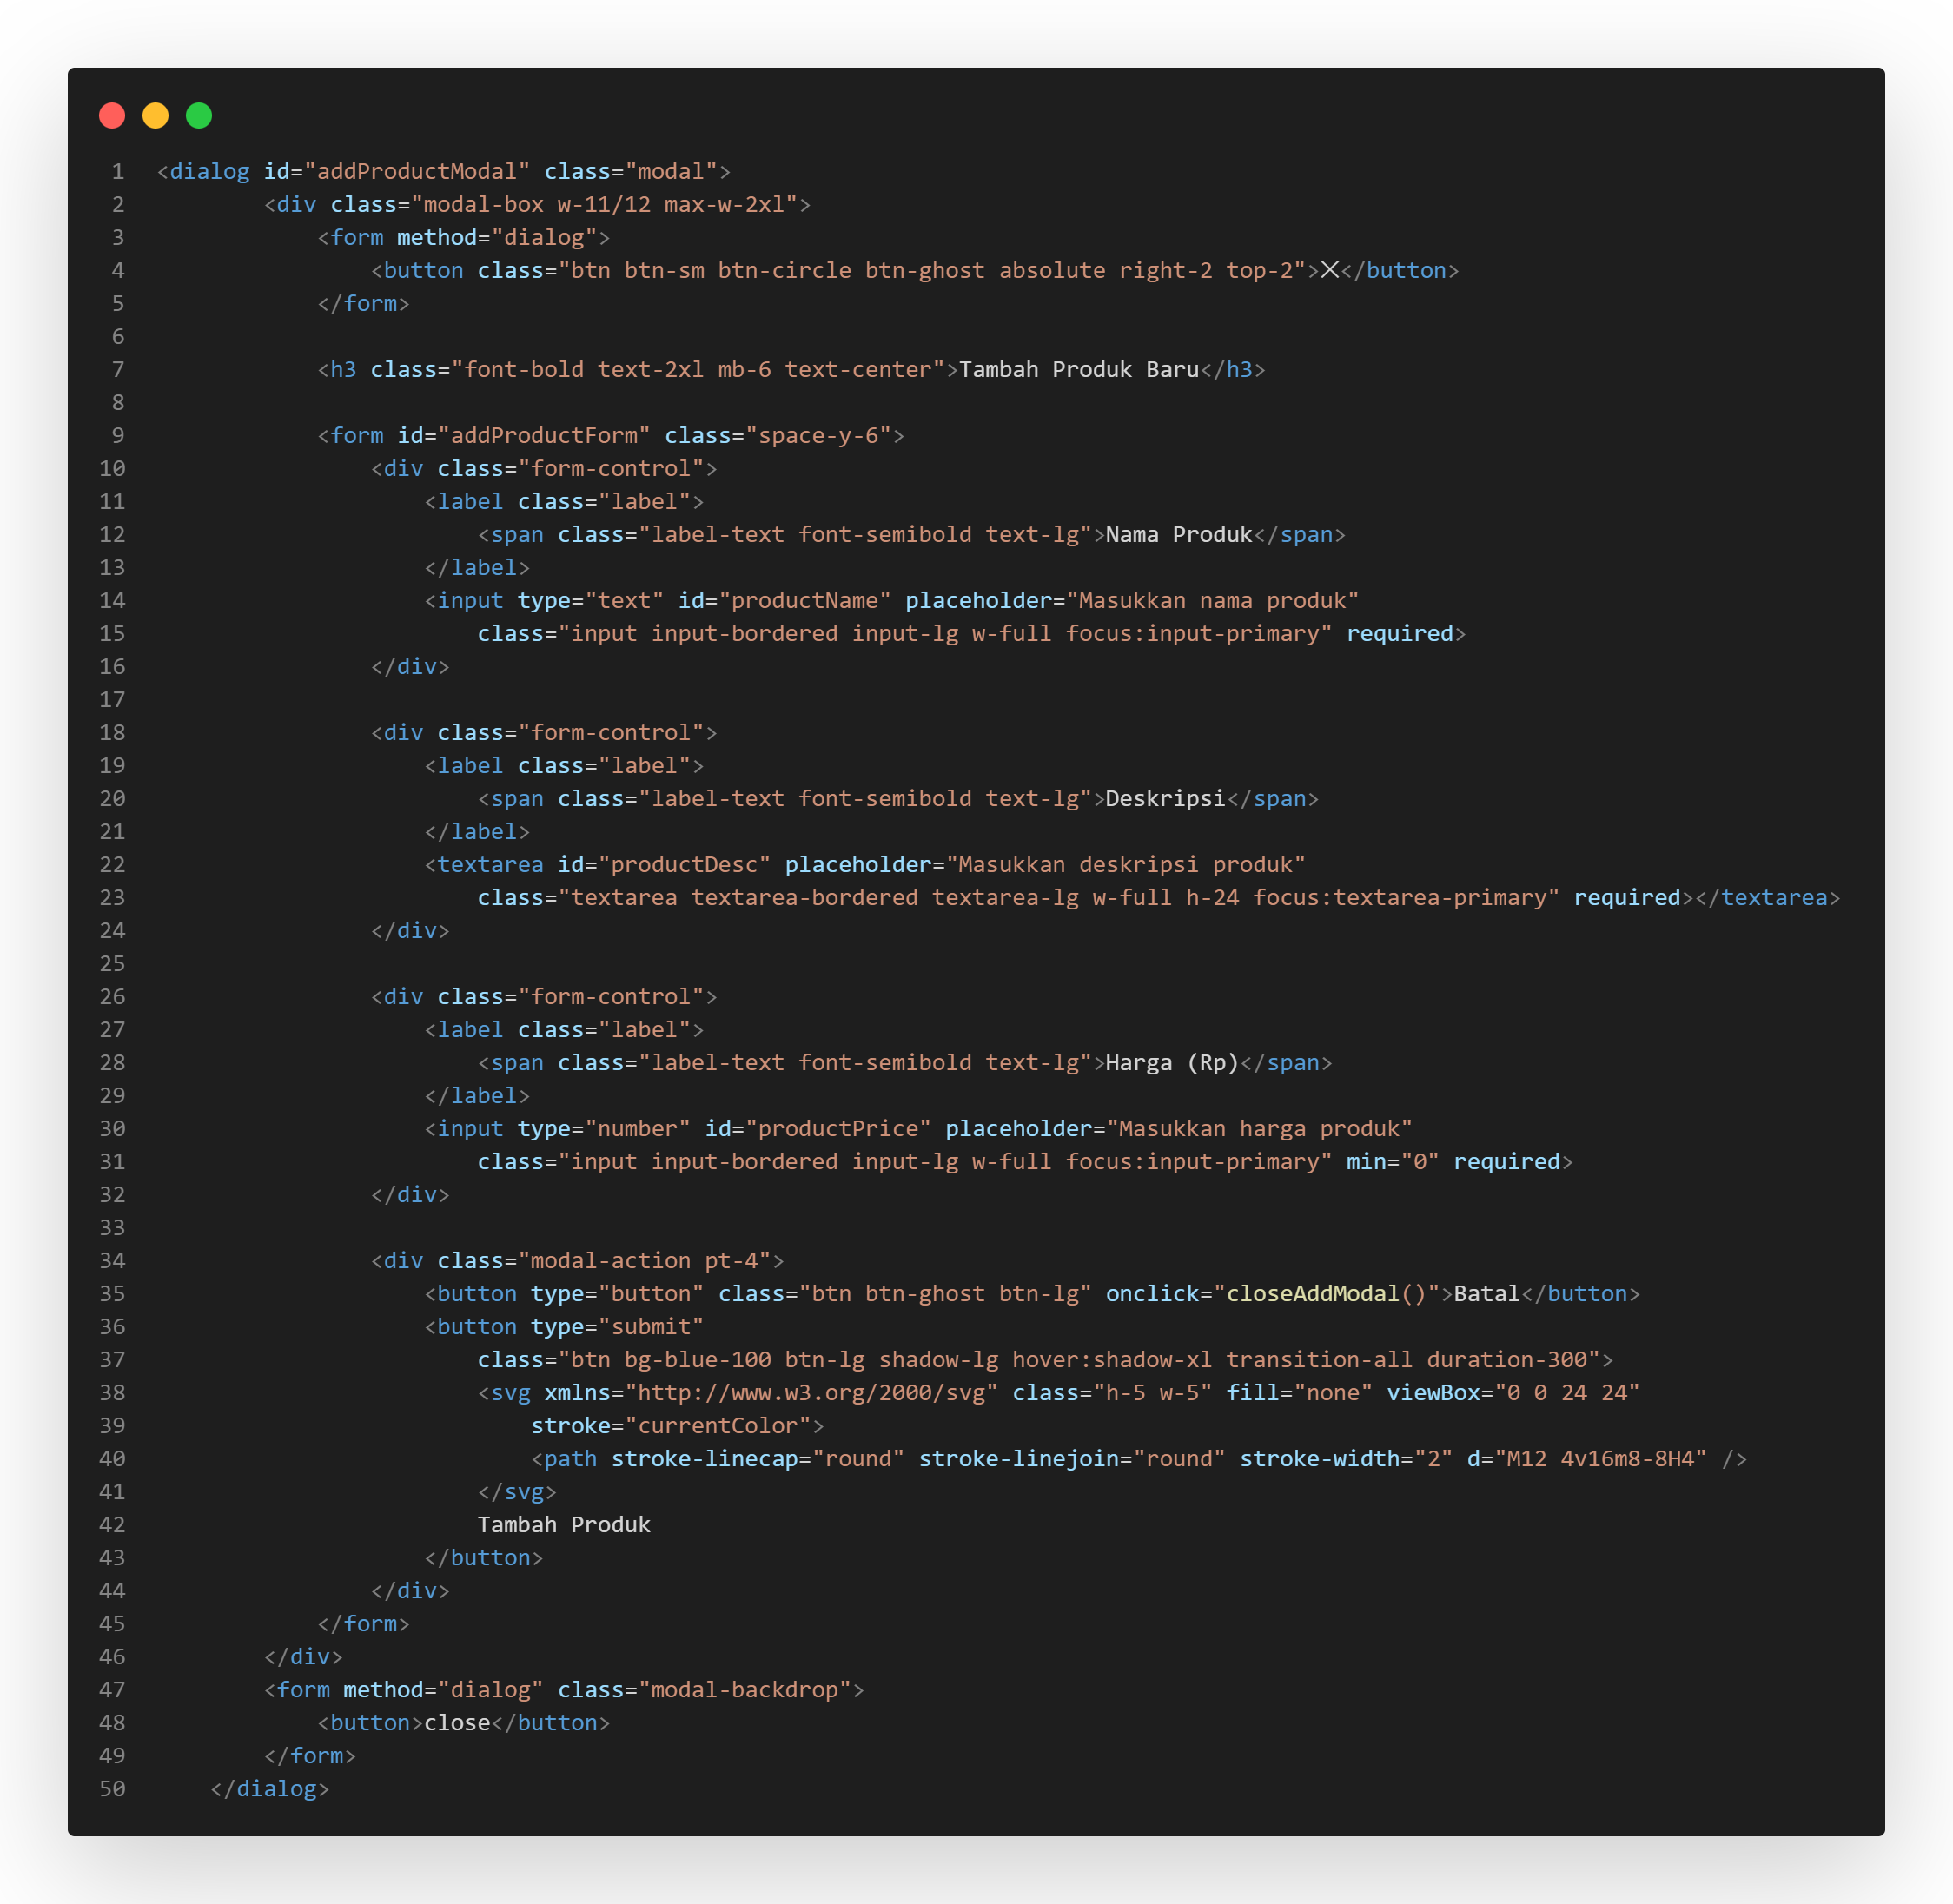 1 <dialog id="addProductModal" class="modal">
2         <div class="modal-box w-11/12 max-w-2xl">
3             <form method="dialog">
4                 <button class="btn btn-sm btn-circle btn-ghost absolute right-2 top-2">✕</button>
5             </form>
6
7             <h3 class="font-bold text-2xl mb-6 text-center">Tambah Produk Baru</h3>
8
9             <form id="addProductForm" class="space-y-6">
10                 <div class="form-control">
11                     <label class="label">
12                         <span class="label-text font-semibold text-lg">Nama Produk</span>
13                     </label>
14                     <input type="text" id="productName" placeholder="Masukkan nama produk"
15                         class="input input-bordered input-lg w-full focus:input-primary" required>
16                 </div>
17
18                 <div class="form-control">
19                     <label class="label">
20                         <span class="label-text font-semibold text-lg">Deskripsi</span>
21                     </label>
22                     <textarea id="productDesc" placeholder="Masukkan deskripsi produk"
23                         class="textarea textarea-bordered textarea-lg w-full h-24 focus:textarea-primary" required></textarea>
24                 </div>
25
26                 <div class="form-control">
27                     <label class="label">
28                         <span class="label-text font-semibold text-lg">Harga (Rp)</span>
29                     </label>
30                     <input type="number" id="productPrice" placeholder="Masukkan harga produk"
31                         class="input input-bordered input-lg w-full focus:input-primary" min="0" required>
32                 </div>
33
34                 <div class="modal-action pt-4">
35                     <button type="button" class="btn btn-ghost btn-lg" onclick="closeAddModal()">Batal</button>
36                     <button type="submit"
37                         class="btn bg-blue-100 btn-lg shadow-lg hover:shadow-xl transition-all duration-300">
38                         <svg xmlns="http://www.w3.org/2000/svg" class="h-5 w-5" fill="none" viewBox="0 0 24 24"
39                             stroke="currentColor">
40                             <path stroke-linecap="round" stroke-linejoin="round" stroke-width="2" d="M12 4v16m8-8H4" />
41                         </svg>
42                         Tambah Produk
43                     </button>
44                 </div>
45             </form>
46         </div>
47         <form method="dialog" class="modal-backdrop">
48             <button>close</button>
49         </form>
50     </dialog>